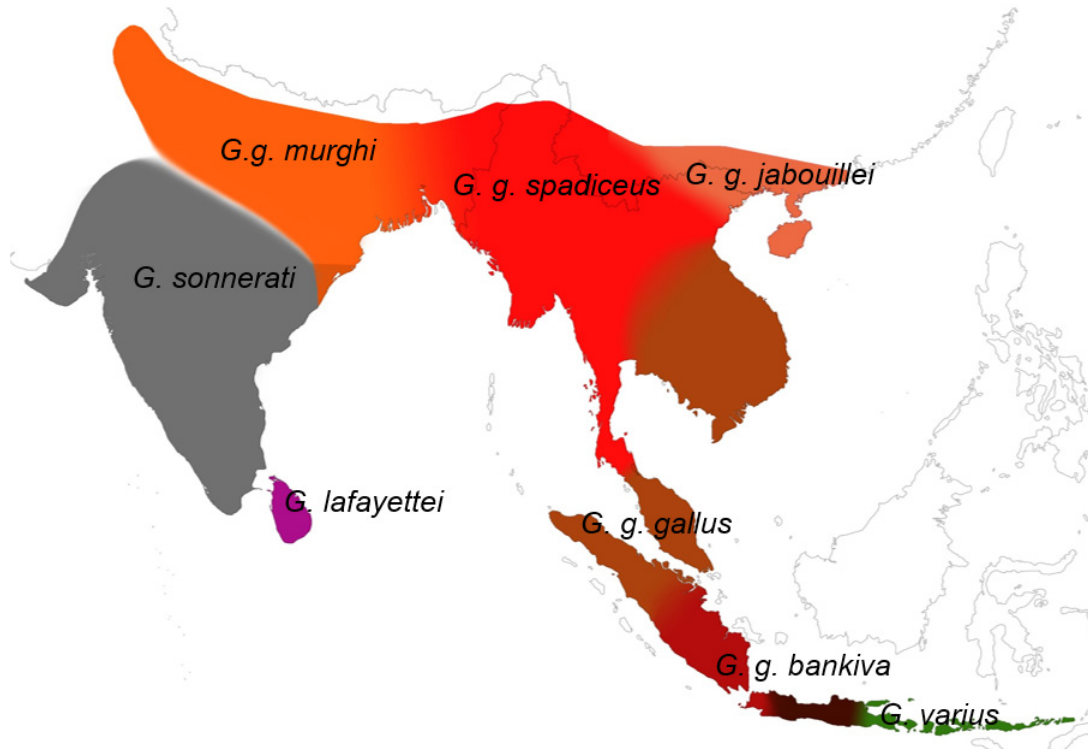 G.g. murghi
G. g. spadiceus
G. g. jabouillei
G. sonnerati
G. lafayettei
G. g. gallus
G. g. bankiva
G. varius